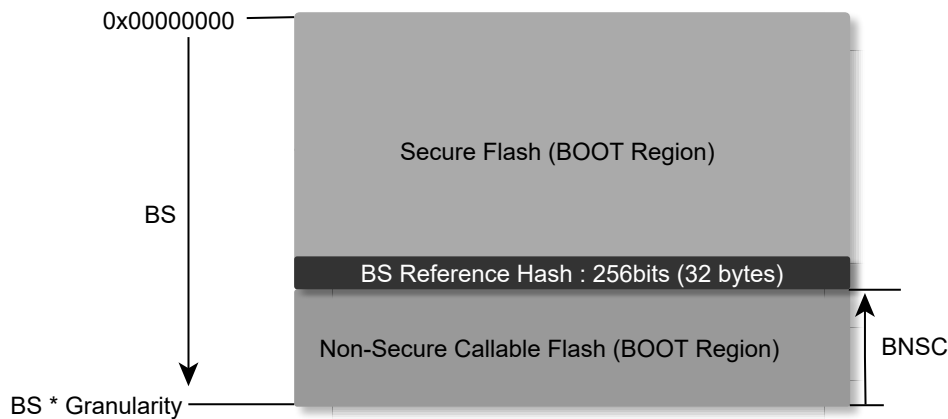 0x00000000
Secure Flash (BOOT Region)
BS
BS Reference Hash : 256bits (32 bytes)
Non-Secure Callable Flash (BOOT Region)
BNSC
BS * Granularity